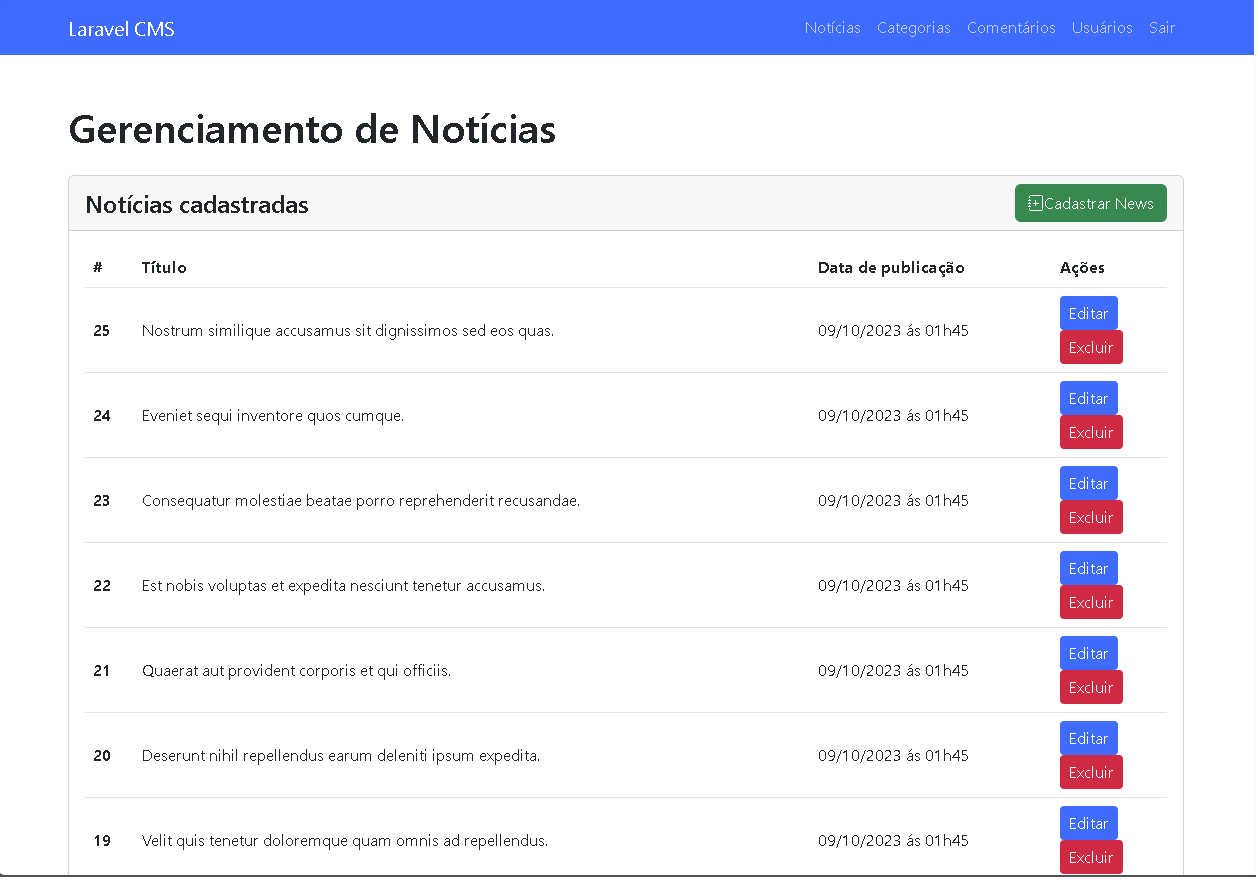 Laravel CMS Notícias Categorias Comentários Usuários Sair
Gerenciamento de Notícias
Notícias cadastradas Cadastrar News
# Título Data de publicação Ações
25 Nostrum similique accusamus sit dignissimos sed eos quas. 09/10/2023 ás 01h45 Editar
Excluir
24 Eveniet sequi inventore quos cumque. 09/10/2023 ás 01h45 Editar
Excluir
23 Consequatur molestiae beatae porro reprehenderit recusandae. 09/10/2023 ás 01h45 Editar
Excluir
22 Est nobis voluptas et expedita nesciunt tenetur accusamus. 09/10/2023 ás 01h45 Editar
Excluir
21 Quaerat aut provident corporis et qui officiis. 09/10/2023 ás 01h45 Editar
Excluir
20 Deserunt nihil repellendus earum deleniti ipsum expedita. 09/10/2023 ás 01h45 Editar
Excluir
19 Velit quis tenetur doloremque quam omnis ad repellendus. 09/10/2023 ás 01h45 Editar
Excluir